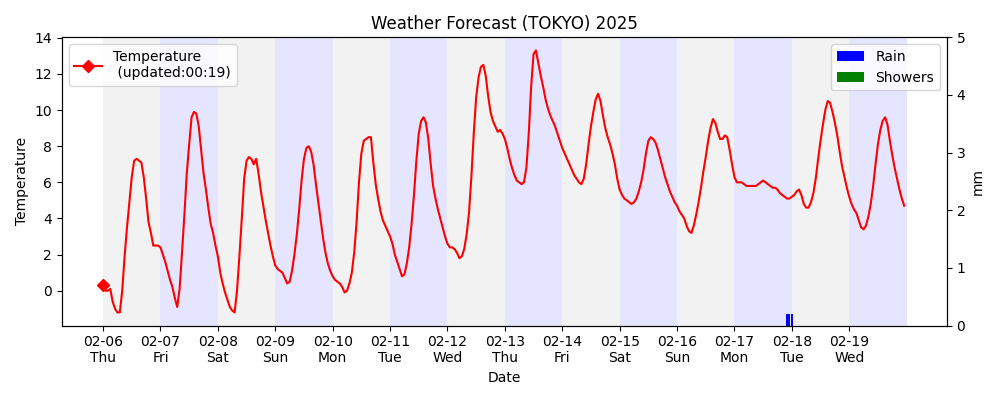 Weather Forecast (TOKYO) 2025
Temperature
(updated:00:19)
Rain
Showers
14
12
10
8
6
4
2
0
Temperature
5
4
3
2
1
0
mm
02-06 02-07 02-08 02-09 02-10 02-11 02-12 02-13 02-14 02-15 02-16 02-17 02-18 02-19
Thu Fri Sat Sun Mon Tue Wed Thu Fri Sat Sun Mon Tue Wed
Date